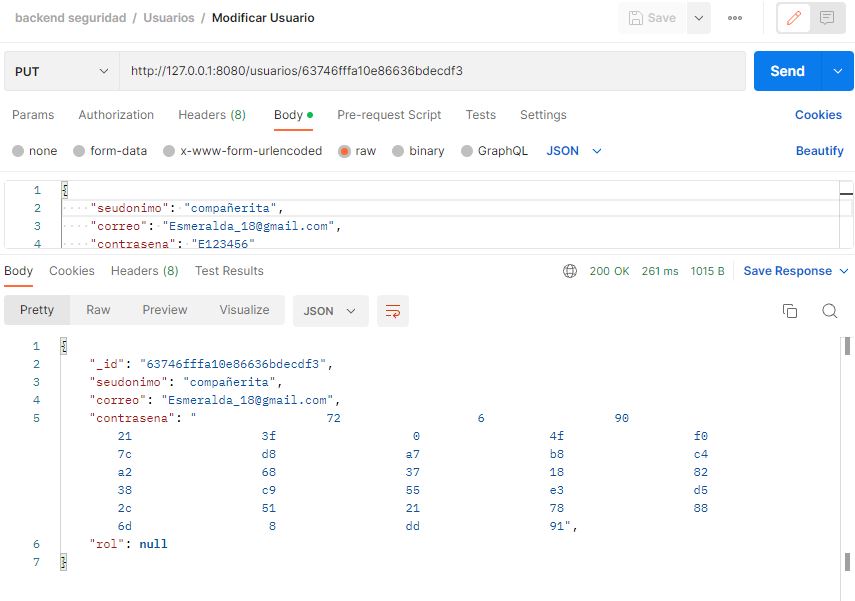 backend seguridad / Usuarios / Modificar Usuario Save
PUT http://127.0.0.1:8080/usuarios/63746fffa10e86636bdecdf3 Send
Params Authorization Headers (8) Body Pre-request Script Tests Settings Cookies
none form-data x-www-form-urlencoded raw binary GraphQL JSON Beautify
1 {
2 "seudonimo": "compañerita",
3 "correo": "Esmeralda_18@gmail.com",
4 "contrasena": "E123456"
Body Cookies Headers (8) Test Results 200 OK 261 ms 1015 B Save Response
Pretty Raw Preview Visualize JSON
1 {
2 "_id": "63746fffa10e86636bdecdf3",
3 "seudonimo": "compañerita",
4 "correo": "Esmeralda_18@gmail.com",
5 "contrasena": " 72 6 90
21 3f 0 4f f0
7c d8 a7 b8 c4
a2 68 37 18 82
38 c9 55 e3 d5
2c 51 21 78 88
6d 8 dd 91",
6 "rol": null
7 }